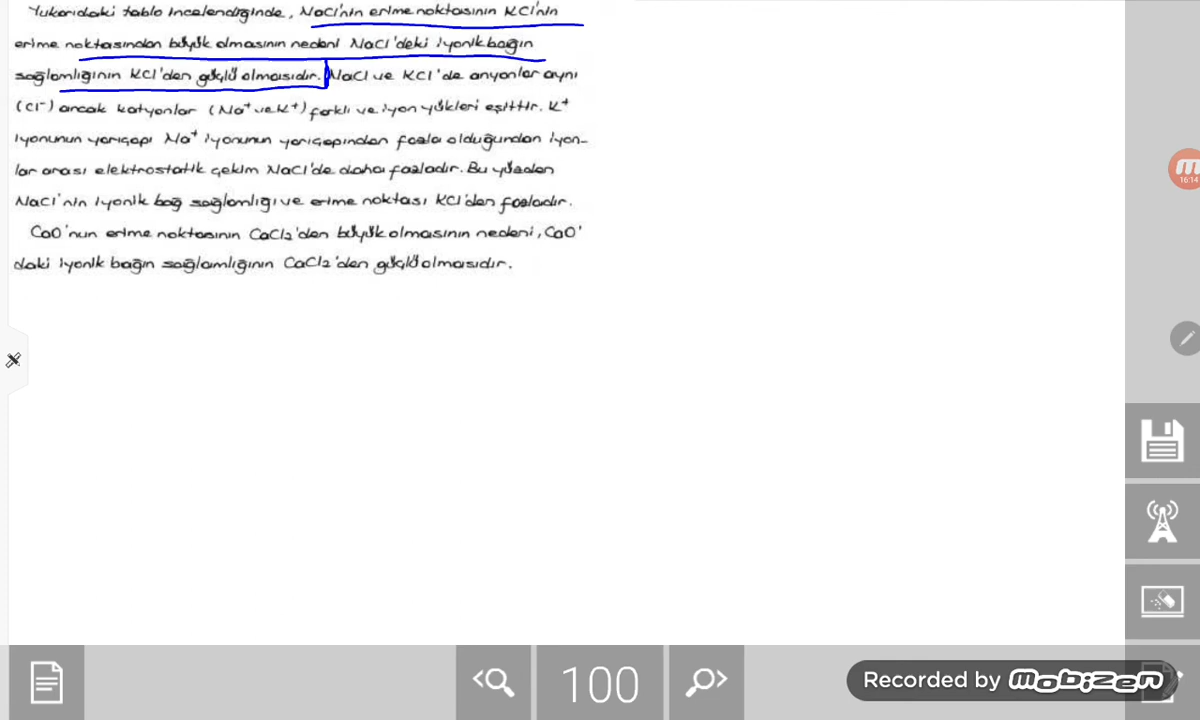 Yukarıdaki tablo incelendiğinde, NaCl'nin erime noktasının KCl'nin
erime noktasından büyük olmasının nedeni NaCl'deki iyonik bağın
sağlamlığının KCl'den güçlü olmasıdır. NaCl ve KCl'de anyonlar aynı
(Cl⁻) ancak katyonlar (Na⁺ ve K⁺) farklı ve iyon yükleri eşittir. K⁺
iyonunun yarıçapı Na⁺ iyonunun yarıçapından fazla olduğundan iyon-
lar arası elektrostatik çekim NaCl'de daha fazladır. Bu yüzden
NaCl'nin iyonik bağ sağlamlığı ve erime noktası KCl'den fazladır.
CaO'nun erime noktasının CaCl₂'den büyük olmasının nedeni, CaO'
daki iyonik bağın sağlamlığının CaCl₂'den güçlü olmasıdır.
16:14
100
Recorded by mobizen